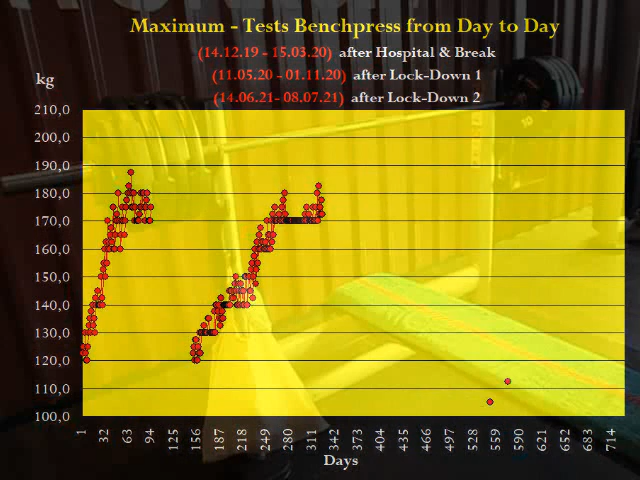 Maximum - Tests Benchpress from Day to Day
(14.12.19 - 15.03.20) after Hospital & Break
(11.05.20 - 01.11.20) after Lock-Down 1
(14.06.21- 08.07.21) after Lock-Down 2
kg
210,0
200,0
190,0
180,0
170,0
160,0
150,0
140,0
130,0
120,0
110,0
100,0
1 32 63 94 125 156 187 218 249 280 311 342 373 404 435 466 497 528 559 590 621 652 683 714
Days